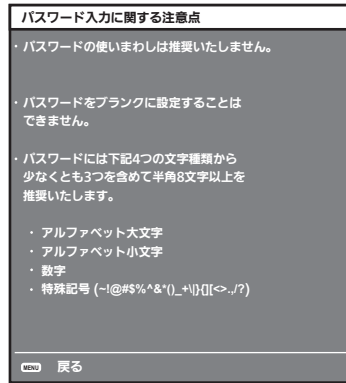 パスワード入力に関する注意点
・パスワードの使いまわしは推奨いたしません。
・パスワードをブランクに設定することは
できません。
・パスワードには下記4つの文字種類から
少なくとも3つを含めて半角8文字以上を
推奨いたします。
・ アルファベット大文字
・ アルファベット小文字
・ 数字
・ 特殊記号 (~!@#$%^&*()_+\|}{][<>.,/?)
MENU 戻る